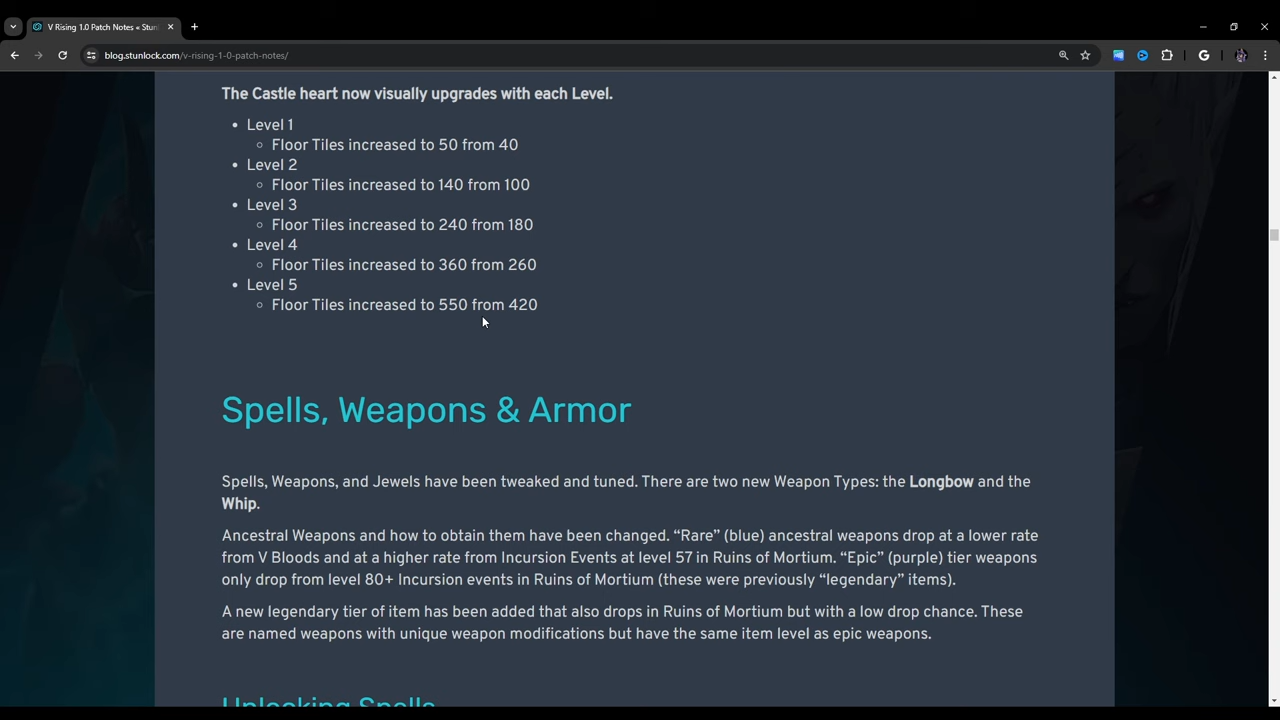 V Rising 1.0 Patch Notes « Stun
blog.stunlock.com/v-rising-1-0-patch-notes/
The Castle heart now visually upgrades with each Level.
• Level 1
◦ Floor Tiles increased to 50 from 40
• Level 2
◦ Floor Tiles increased to 140 from 100
• Level 3
◦ Floor Tiles increased to 240 from 180
• Level 4
◦ Floor Tiles increased to 360 from 260
• Level 5
◦ Floor Tiles increased to 550 from 420
Spells, Weapons & Armor
Spells, Weapons, and Jewels have been tweaked and tuned. There are two new Weapon Types: the Longbow and the
Whip.
Ancestral Weapons and how to obtain them have been changed. “Rare” (blue) ancestral weapons drop at a lower rate
from V Bloods and at a higher rate from Incursion Events at level 57 in Ruins of Mortium. “Epic” (purple) tier weapons
only drop from level 80+ Incursion events in Ruins of Mortium (these were previously “legendary” items).
A new legendary tier of item has been added that also drops in Ruins of Mortium but with a low drop chance. These
are named weapons with unique weapon modifications but have the same item level as epic weapons.
Unlocking Spells